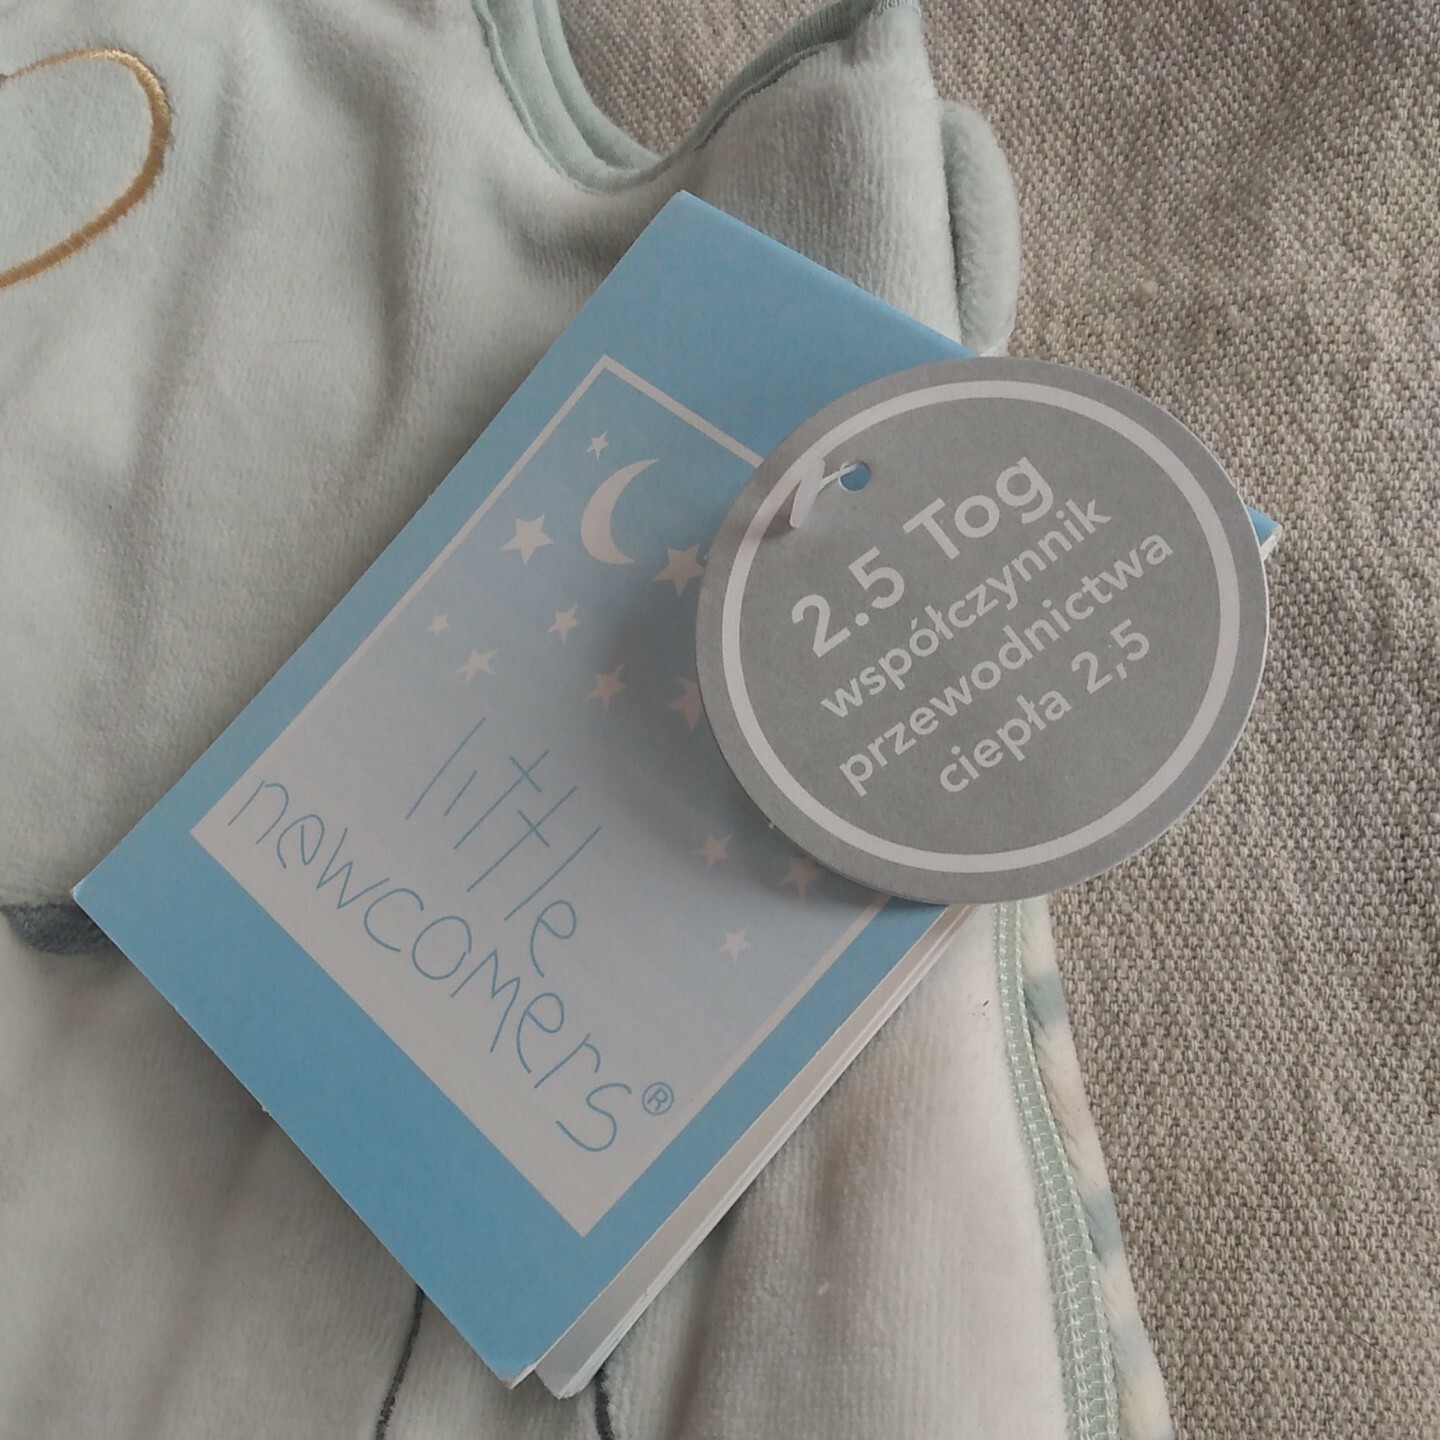 2.5 Tog
współczynnik
przewodnictwa
ciepła 2,5
little
newcomers®